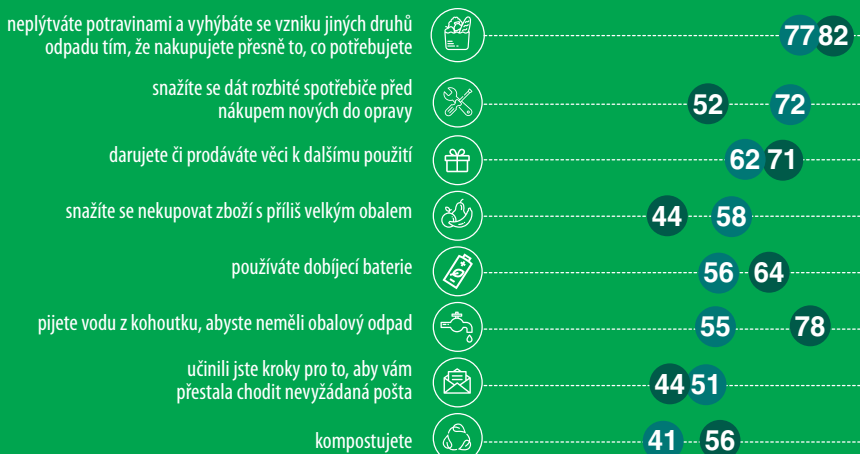 neplýtváte potravinami a vyhýbáte se vzniku jiných druhů
odpadu tím, že nakupujete přesně to, co potřebujete
77 82
snažíte se dát rozbité spotřebiče před
nákupem nových do opravy
52 72
darujete či prodáváte věci k dalšímu použití
62 71
snažíte se nekupovat zboží s příliš velkým obalem
44 58
používáte dobíjecí baterie
56 64
pijete vodu z kohoutku, abyste neměli obalový odpad
55 78
učinili jste kroky pro to, aby vám
přestala chodit nevyžádaná pošta
44 51
kompostujete
41 56